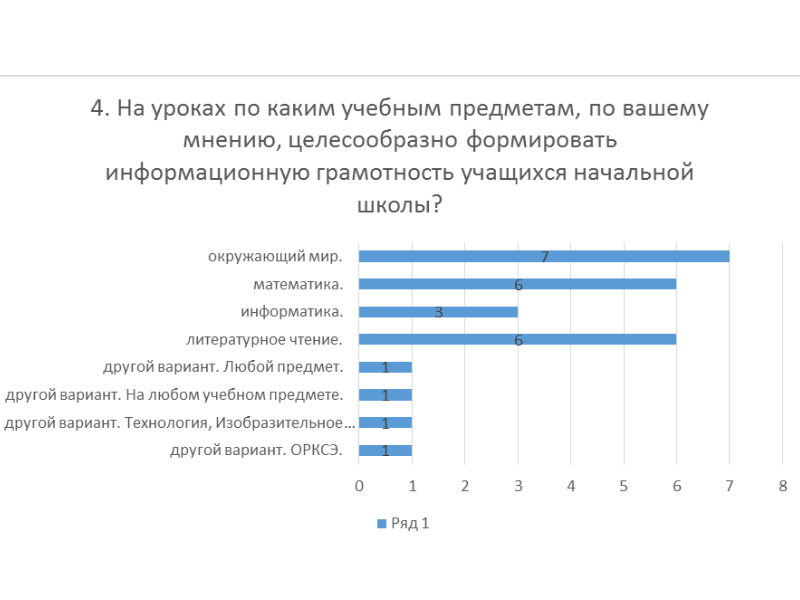 4. На уроках по каким учебным предметам, по вашему
мнению, целесообразно формировать
информационную грамотность учащихся начальной
школы?
окружающий мир.
7
математика.
6
информатика.
3
литературное чтение.
6
другой вариант. Любой предмет.
1
другой вариант. На любом учебном предмете.
1
другой вариант. Технология, Изобразительное...
1
другой вариант. ОРКСЭ.
1
0 1 2 3 4 5 6 7 8
Ряд 1